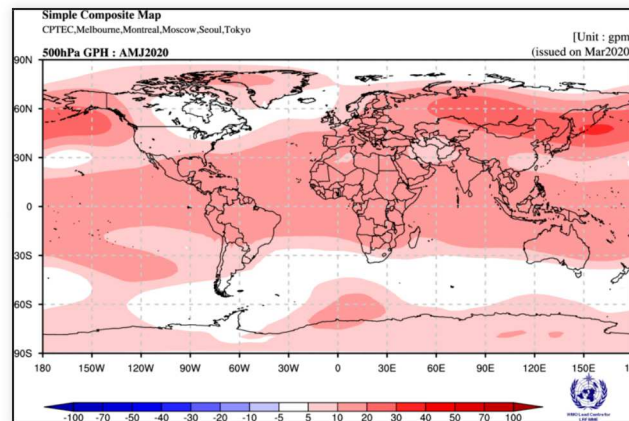 Simple Composite Map
CPTEC,Melbourne,Montreal,Moscow,Seoul,Tokyo
[Unit : gpm
500hPa GPH : AMJ2020
(issued on Mar2020
90N
60N
30N
0
30S
60S
90S
180 150W 120W 90W 60W 30W 0 30E 60E 90E 120E 150E 18
-100 -70 -50 -40 -30 -20 -10 -5 5 10 20 30 40 50 70 100